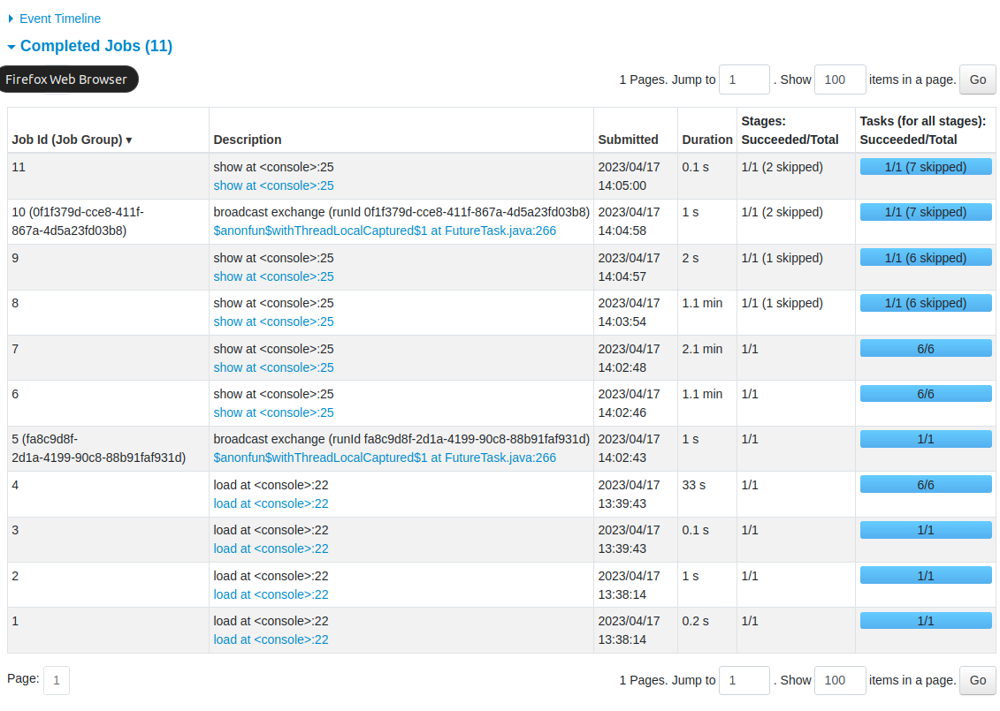 Event Timeline
Completed Jobs (11)
Firefox Web Browser
1 Pages. Jump to 1 . Show 100 items in a page. Go
Job Id (Job Group) ▾ Description Submitted Duration Stages: Succeeded/Total Tasks (for all stages): Succeeded/Total
11 show at <console>:25 2023/04/17 0.1 s 1/1 (2 skipped) 1/1 (7 skipped)
show at <console>:25 14:05:00
10 (0f1f379d-cce8-411f- broadcast exchange (runId 0f1f379d-cce8-411f-867a-4d5a23fd03b8) 2023/04/17 1 s 1/1 (2 skipped) 1/1 (7 skipped)
867a-4d5a23fd03b8) $anonfun$withThreadLocalCaptured$1 at FutureTask.java:266 14:04:58
9 show at <console>:25 2023/04/17 2 s 1/1 (1 skipped) 1/1 (6 skipped)
show at <console>:25 14:04:57
8 show at <console>:25 2023/04/17 1.1 min 1/1 (1 skipped) 1/1 (6 skipped)
show at <console>:25 14:03:54
7 show at <console>:25 2023/04/17 2.1 min 1/1 6/6
show at <console>:25 14:02:48
6 show at <console>:25 2023/04/17 1.1 min 1/1 6/6
show at <console>:25 14:02:46
5 (fa8c9d8f- broadcast exchange (runId fa8c9d8f-2d1a-4199-90c8-88b91faf931d) 2023/04/17 1 s 1/1 1/1
2d1a-4199-90c8-88b91faf931d) $anonfun$withThreadLocalCaptured$1 at FutureTask.java:266 14:02:43
4 load at <console>:22 2023/04/17 33 s 1/1 6/6
load at <console>:22 13:39:43
3 load at <console>:22 2023/04/17 0.1 s 1/1 1/1
load at <console>:22 13:39:43
2 load at <console>:22 2023/04/17 1 s 1/1 1/1
load at <console>:22 13:38:14
1 load at <console>:22 2023/04/17 0.2 s 1/1 1/1
load at <console>:22 13:38:14
Page: 1 1 Pages. Jump to 1 . Show 100 items in a page. Go